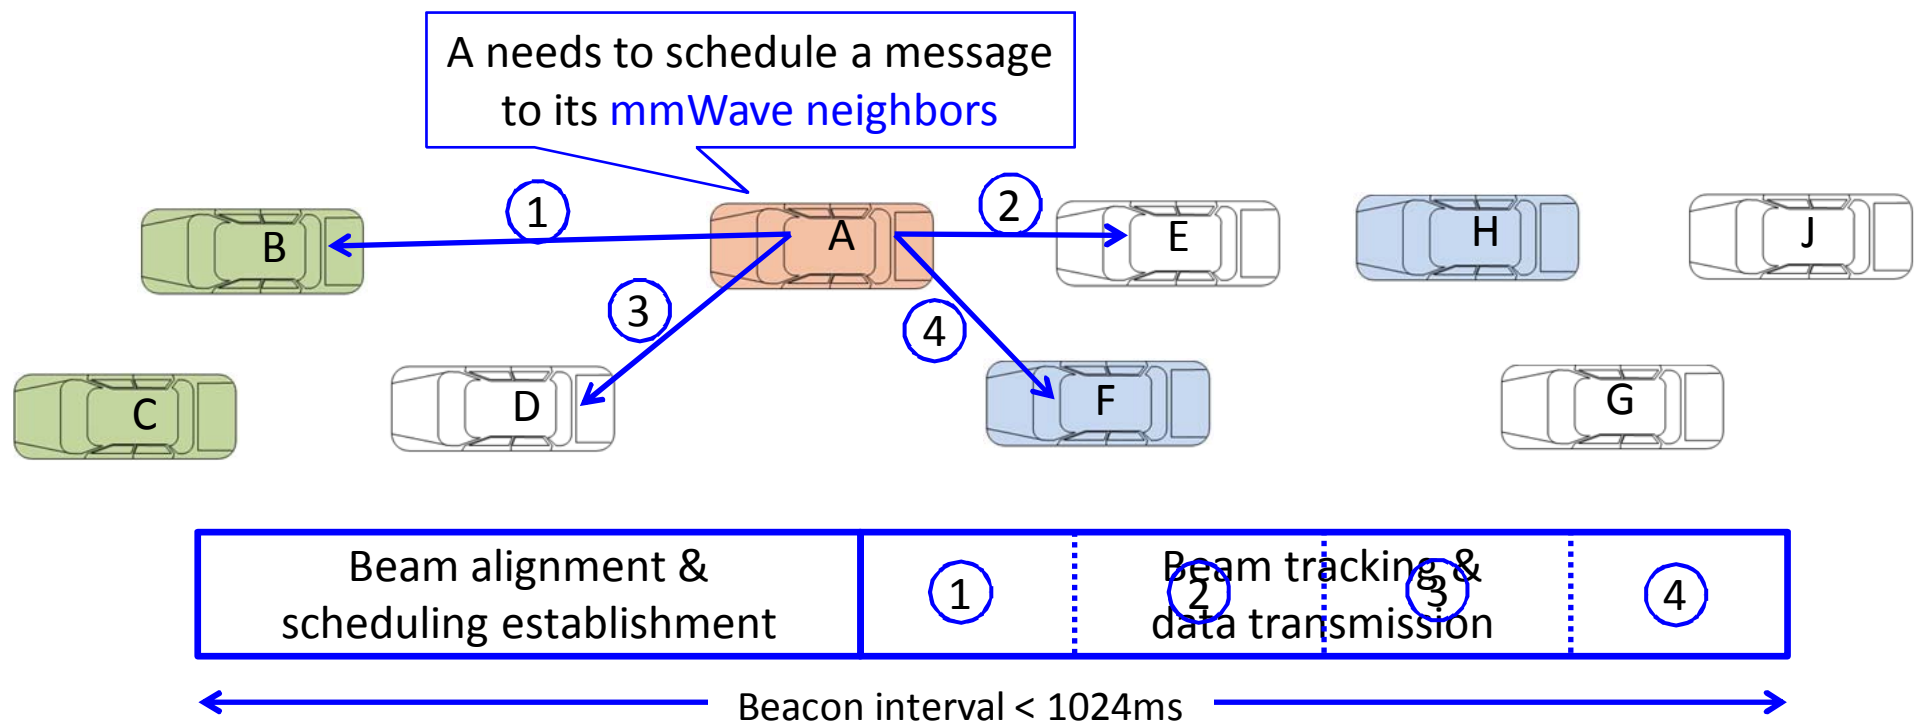 A needs to schedule a message
to its mmWave neighbors
1
2
B
A
E
H
J
3
4
C
D
F
G
Beam alignment &
scheduling establishment
Beam tracking &
data transmission
1
2
3
4
Beacon interval < 1024ms